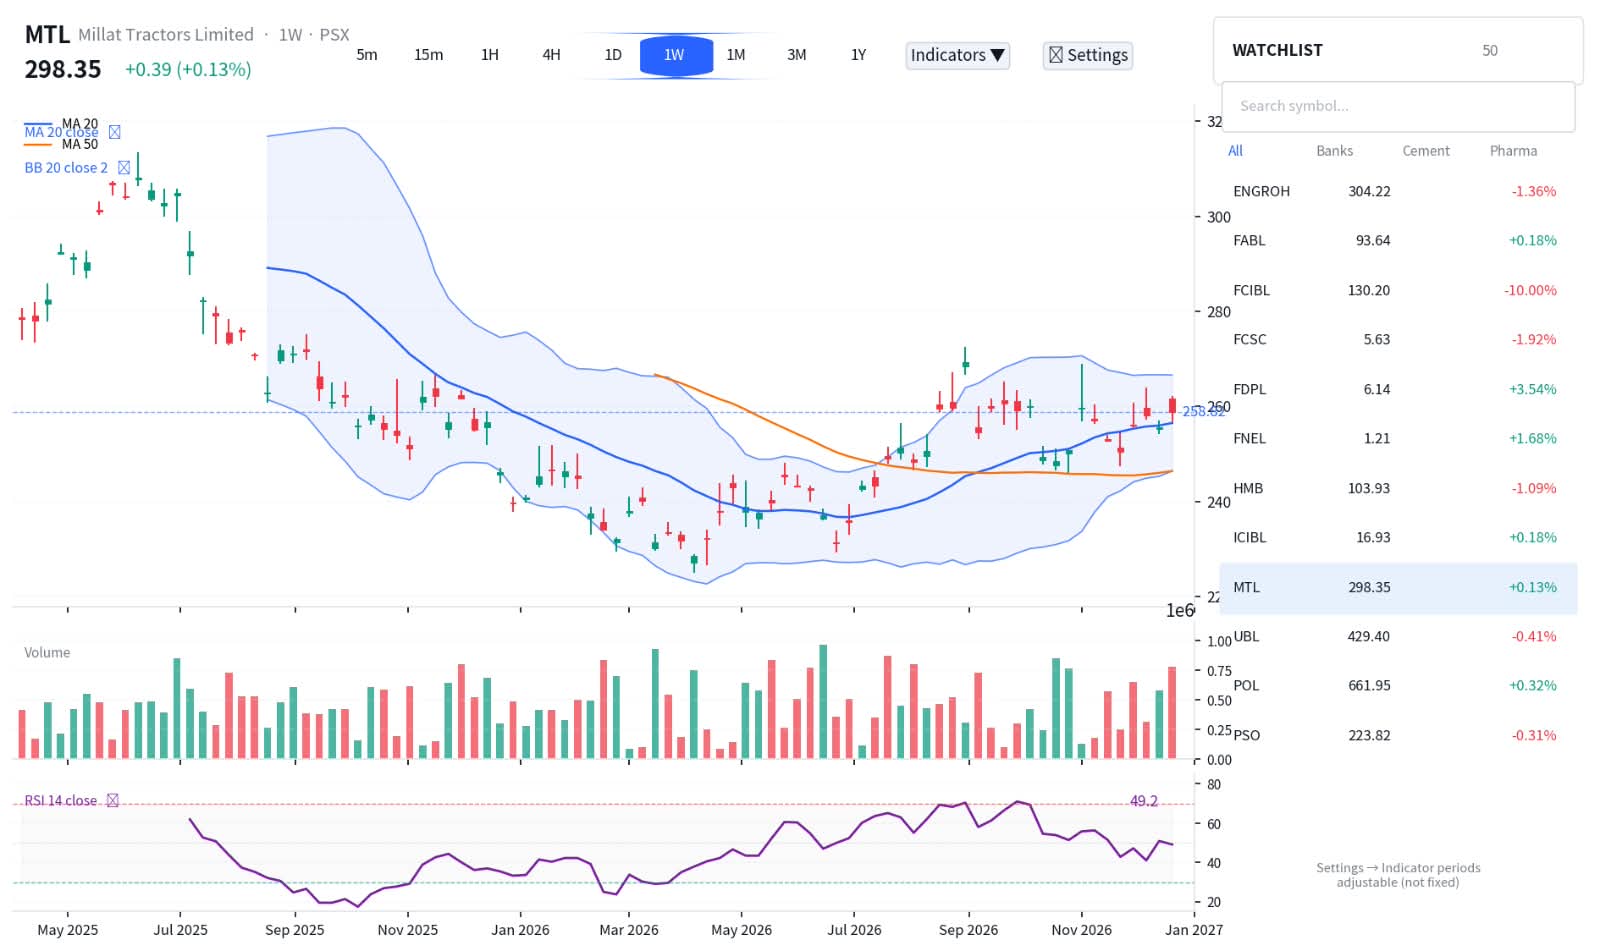 MTL Millat Tractors Limited · 1W · PSX
298.35 +0.39 (+0.13%)
5m 15m 1H 4H 1D 1W 1M 3M 1Y Indicators ▼ Settings
MA 20
MA 20 close
MA 50
BB 20 close 2
300
280
260
258.82
240
1e6
Volume
1.00
0.75
0.50
0.25
0.00
RSI 14 close
49.2
80
60
40
20
May 2025 Jul 2025 Sep 2025 Nov 2025 Jan 2026 Mar 2026 May 2026 Jul 2026 Sep 2026 Nov 2026 Jan 2027
WATCHLIST 50
Search symbol...
All Banks Cement Pharma
ENGROH 304.22 -1.36%
FABL 93.64 +0.18%
FCIBL 130.20 -10.00%
FCSC 5.63 -1.92%
FDPL 6.14 +3.54%
FNEL 1.21 +1.68%
HMB 103.93 -1.09%
ICIBL 16.93 +0.18%
MTL 298.35 +0.13%
UBL 429.40 -0.41%
POL 661.95 +0.32%
PSO 223.82 -0.31%
Settings → Indicator periods
adjustable (not fixed)